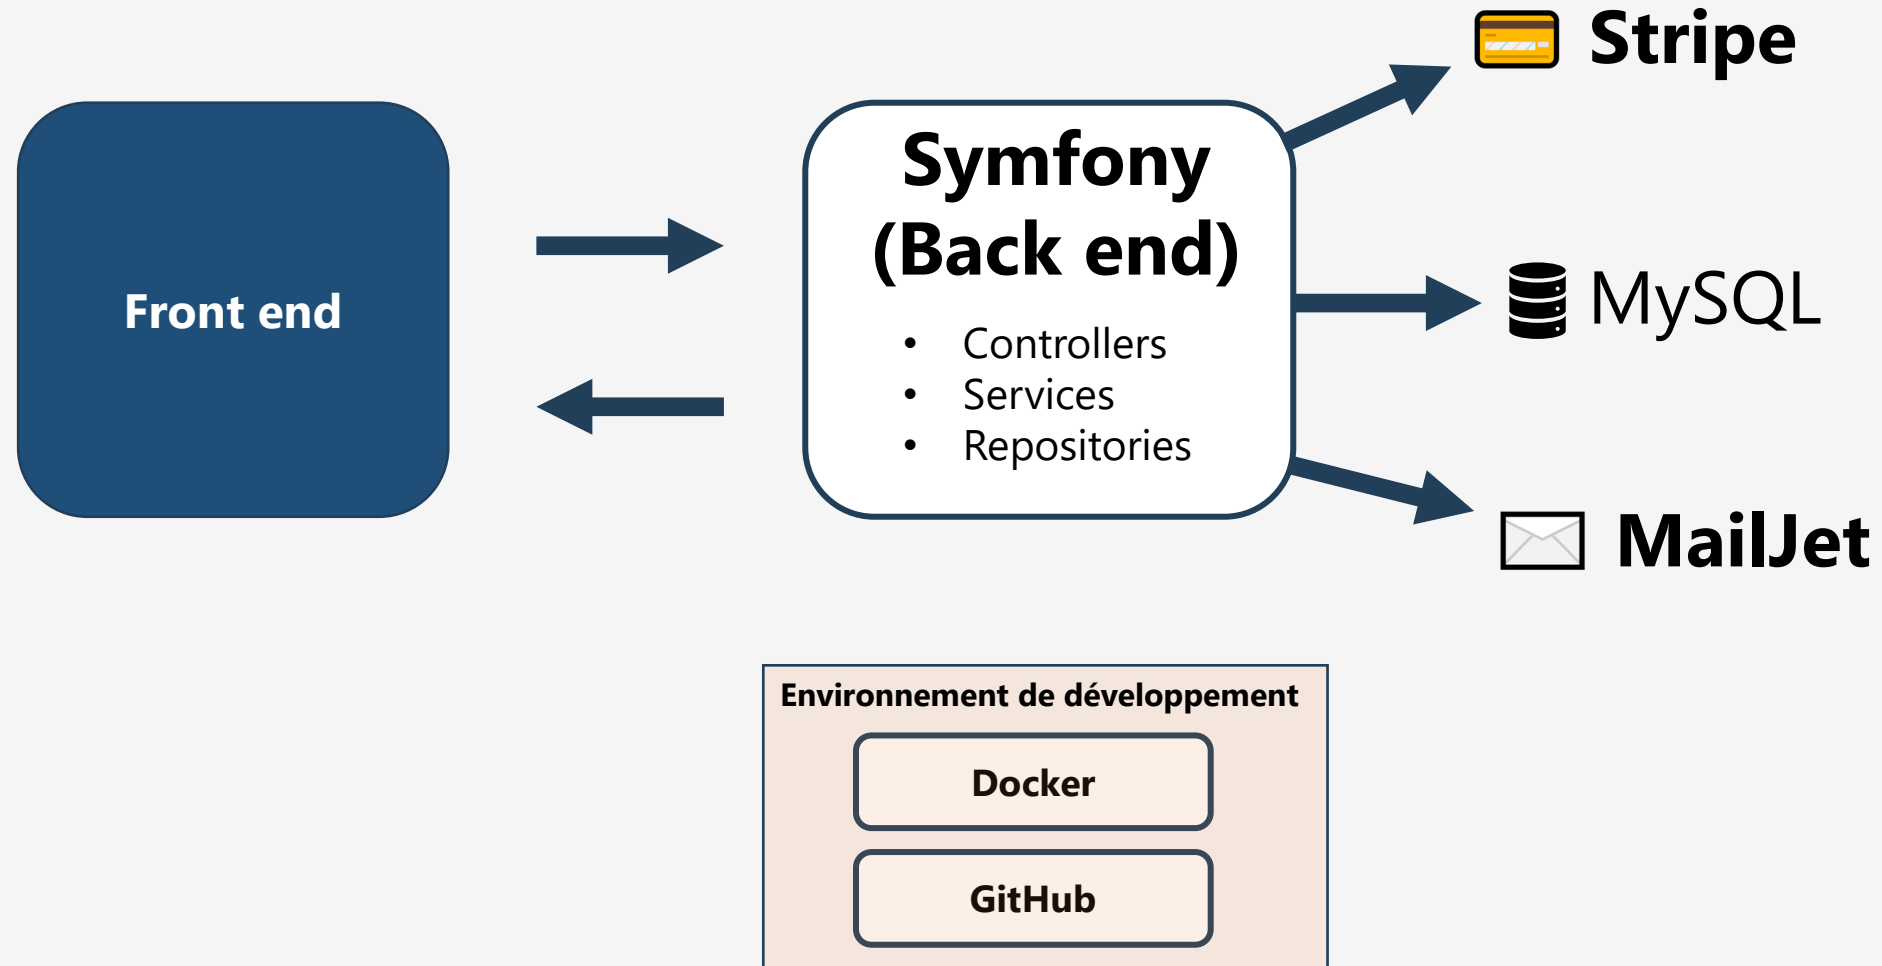 Front end
Symfony
(Back end)
• Controllers
• Services
• Repositories
Stripe
MySQL
MailJet
Environnement de développement
Docker
GitHub